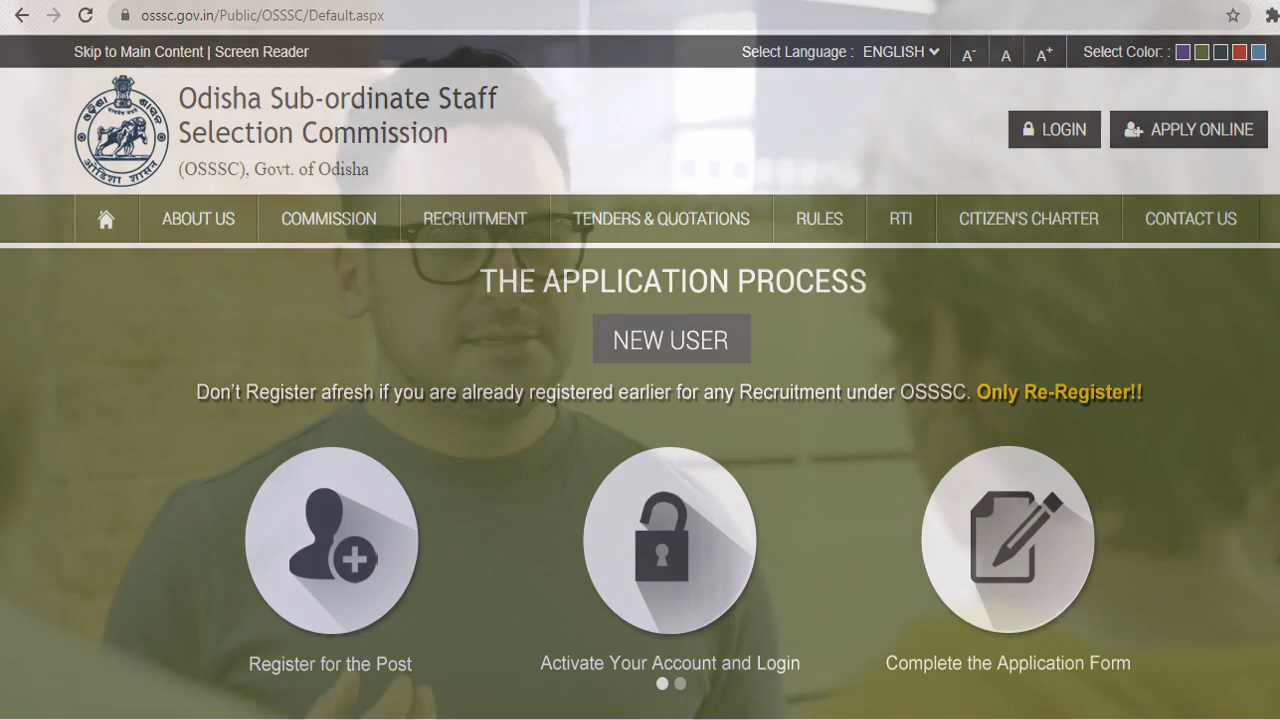 osssc.gov.in/Public/OSSSC/Default.aspx
Skip to Main Content | Screen Reader
Select Language : ENGLISH
A-
A
A+
Select Color: :
Odisha Sub-ordinate Staff
Selection Commission
(OSSSC), Govt. of Odisha
LOGIN
APPLY ONLINE
ABOUT US
COMMISSION
RECRUITMENT
TENDERS & QUOTATIONS
RULES
RTI
CITIZEN'S CHARTER
CONTACT US
THE APPLICATION PROCESS
NEW USER
Don't Register afresh if you are already registered earlier for any Recruitment under OSSSC. Only Re-Register!!
Register for the Post
Activate Your Account and Login
Complete the Application Form